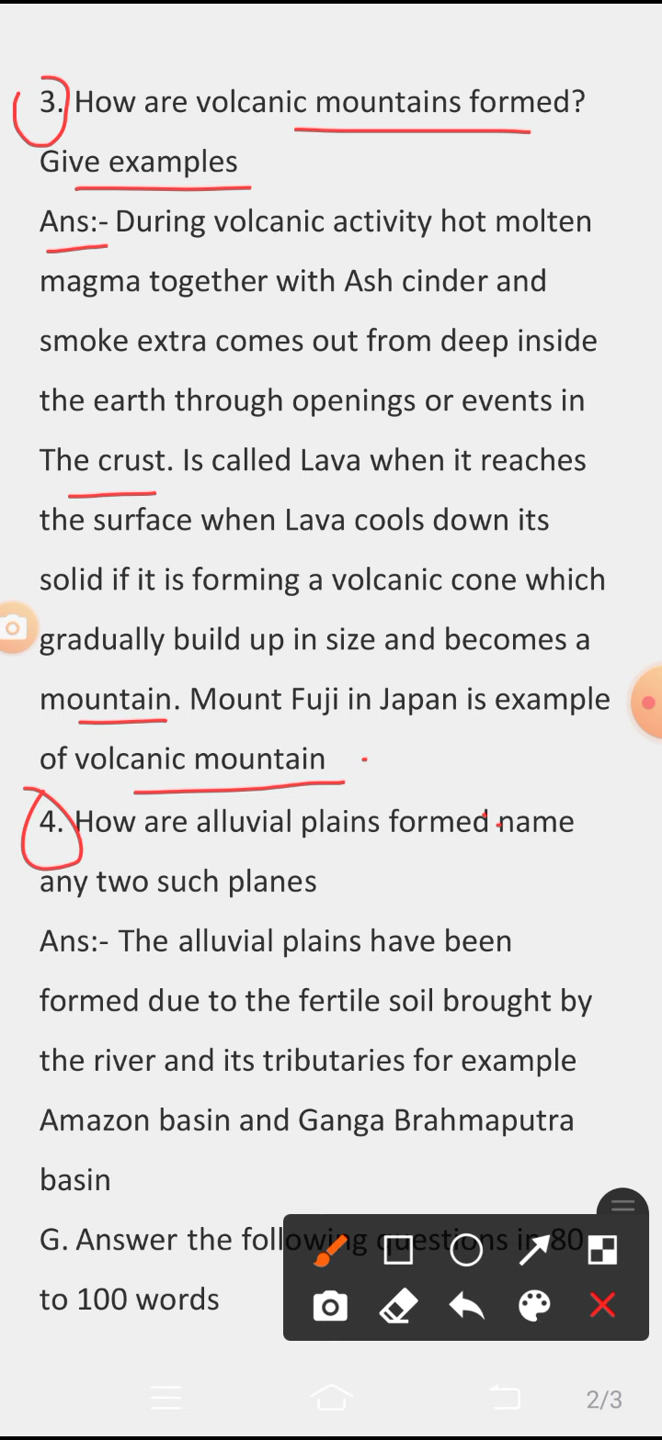 3. How are volcanic mountains formed?
Give examples
Ans:- During volcanic activity hot molten
magma together with Ash cinder and
smoke extra comes out from deep inside
the earth through openings or events in
The crust. Is called Lava when it reaches
the surface when Lava cools down its
solid if it is forming a volcanic cone which
gradually build up in size and becomes a
mountain. Mount Fuji in Japan is example
of volcanic mountain
4. How are alluvial plains formed name
any two such planes
Ans:- The alluvial plains have been
formed due to the fertile soil brought by
the river and its tributaries for example
Amazon basin and Ganga Brahmaputra
basin
G. Answer the following questions in 80
to 100 words
2/3